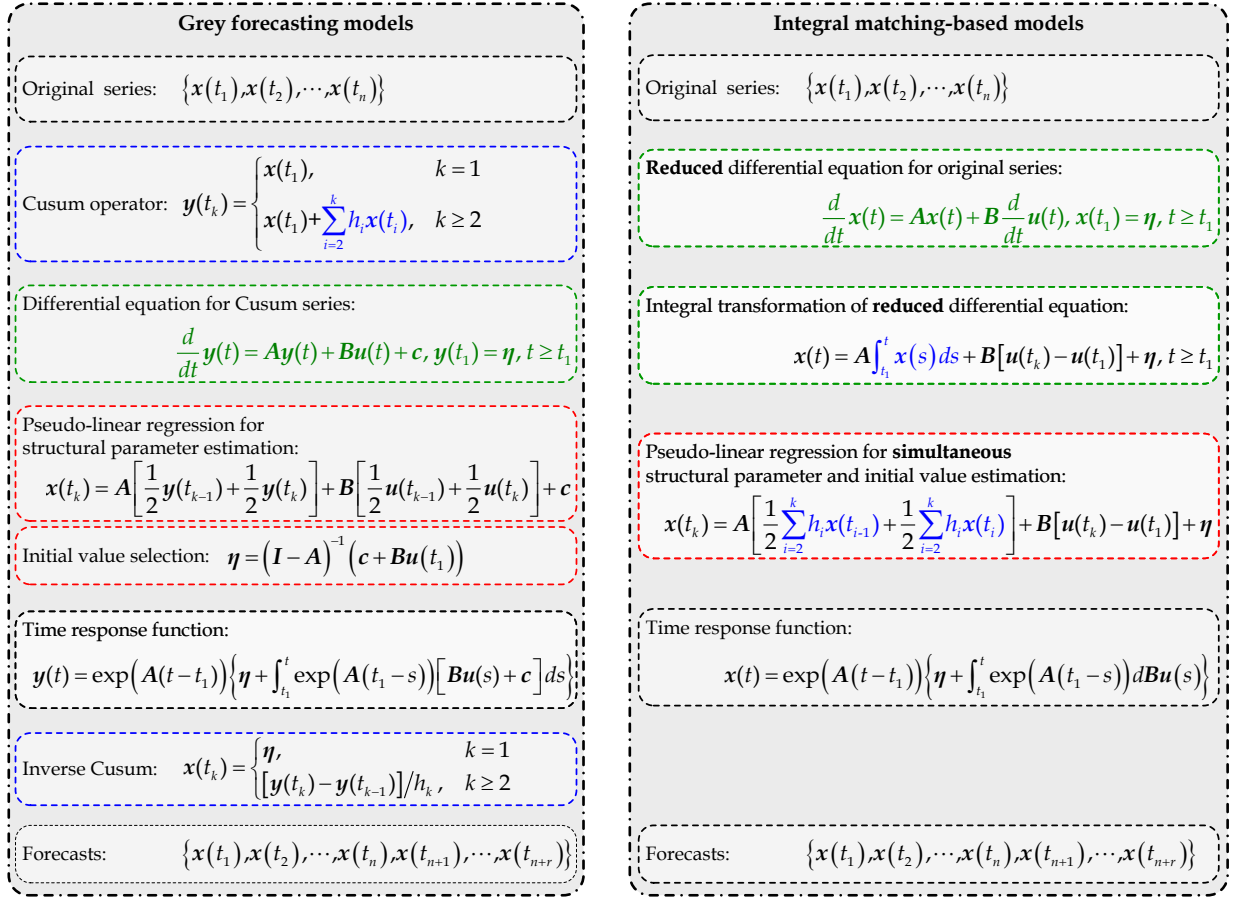 Grey forecasting models
Original series: {x(t₁),x(t₂),⋯,x(tₙ)}
Cusum operator: y(tₖ) = { x(t₁), k = 1
x(t₁)+∑_{i=2}^{k} hᵢx(tᵢ), k ≥ 2
Differential equation for Cusum series:
d/dt y(t) = Ay(t) + Bu(t) + c, y(t₁) = η, t ≥ t₁
Pseudo-linear regression for
structural parameter estimation:
x(tₖ) = A[1/2 y(tₖ₋₁) + 1/2 y(tₖ)] + B[1/2 u(tₖ₋₁) + 1/2 u(tₖ)] + c
Initial value selection: η = (I − A)⁻¹(c + Bu(t₁))
Time response function:
y(t) = exp(A(t − t₁)){η + ∫_{t₁}^{t} exp(A(t₁ − s))[Bu(s) + c]ds}
Inverse Cusum: x(tₖ) = { η, k = 1
[y(tₖ) − y(tₖ₋₁)]/hₖ, k ≥ 2
Forecasts: {x(t₁),x(t₂),⋯,x(tₙ),x(tₙ₊₁),⋯,x(tₙ₊ᵣ)}
Integral matching-based models
Original series: {x(t₁),x(t₂),⋯,x(tₙ)}
Reduced differential equation for original series:
d/dt x(t) = Ax(t) + B d/dt u(t), x(t₁) = η, t ≥ t₁
Integral transformation of reduced differential equation:
x(t) = A∫_{t₁}^{t} x(s)ds + B[u(tₖ) − u(t₁)] + η, t ≥ t₁
Pseudo-linear regression for simultaneous
structural parameter and initial value estimation:
x(tₖ) = A[1/2 ∑_{i=2}^{k} hᵢx(tᵢ₋₁) + 1/2 ∑_{i=2}^{k} hᵢx(tᵢ)] + B[u(tₖ) − u(t₁)] + η
Time response function:
x(t) = exp(A(t − t₁)){η + ∫_{t₁}^{t} exp(A(t₁ − s))dBu(s)}
Forecasts: {x(t₁),x(t₂),⋯,x(tₙ),x(tₙ₊₁),⋯,x(tₙ₊ᵣ)}